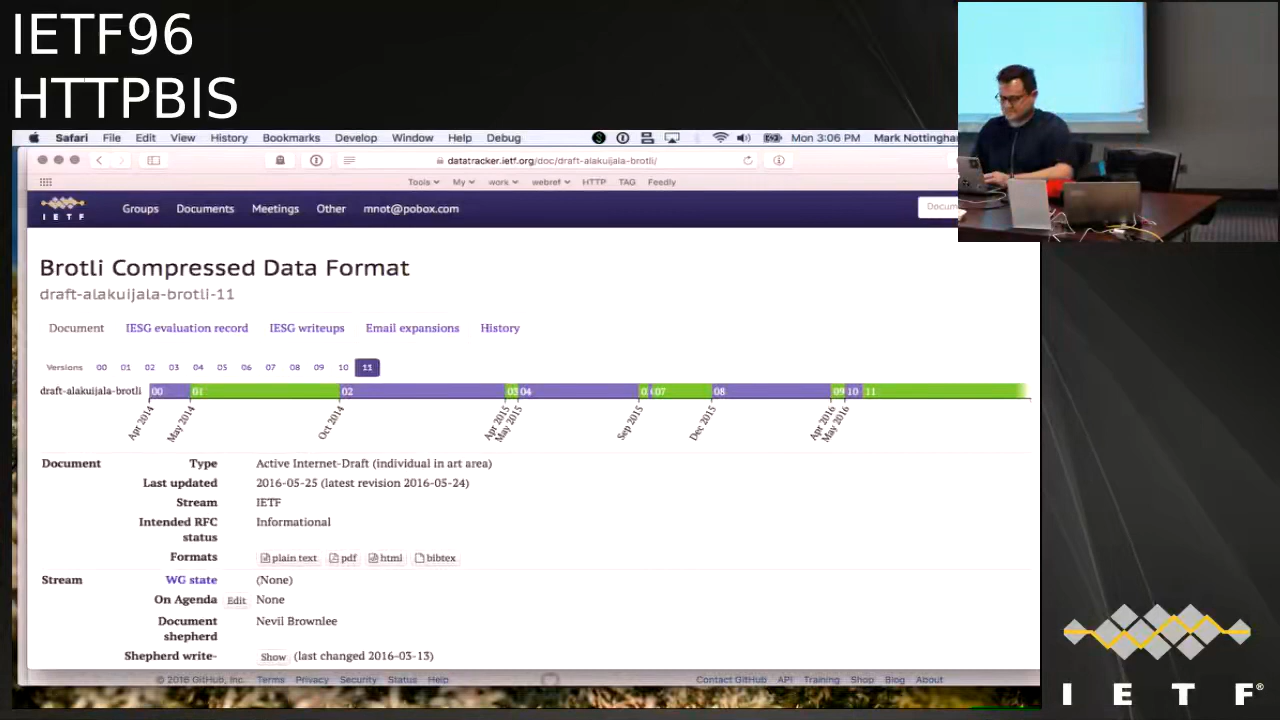 IETF96
HTTPBIS
Safari File Edit View History Bookmarks Develop Window Help Debug Mon 3:06 PM Mark Nottingha
datatracker.ietf.org/doc/draft-alakuijala-brotli/
Tools My work webref HTTP TAG Feedly
IETF Groups Documents Meetings Other mnot@pobox.com Docum
Brotli Compressed Data Format
draft-alakuijala-brotli-11
Document IESG evaluation record IESG writeups Email expansions History
Versions 00 01 02 03 04 05 06 07 08 09 10 11
draft-alakuijala-brotli 00 01 02 03 04 07 08 09 10 11
Apr 2014 May 2014 Oct 2014 Apr 2015 May 2015 Sep 2015 Dec 2015 Apr 2016 May 2016
Document Type Active Internet-Draft (individual in art area)
Last updated 2016-05-25 (latest revision 2016-05-24)
Stream IETF
Intended RFC Informational
status
Formats plain text pdf html bibtex
Stream WG state (None)
On Agenda Edit None
Document Nevil Brownlee
shepherd
Shepherd write- Show (last changed 2016-03-13)
© 2016 GitHub, Inc. Terms Privacy Security Status Help Contact GitHub API Training Shop Blog About
IETF®